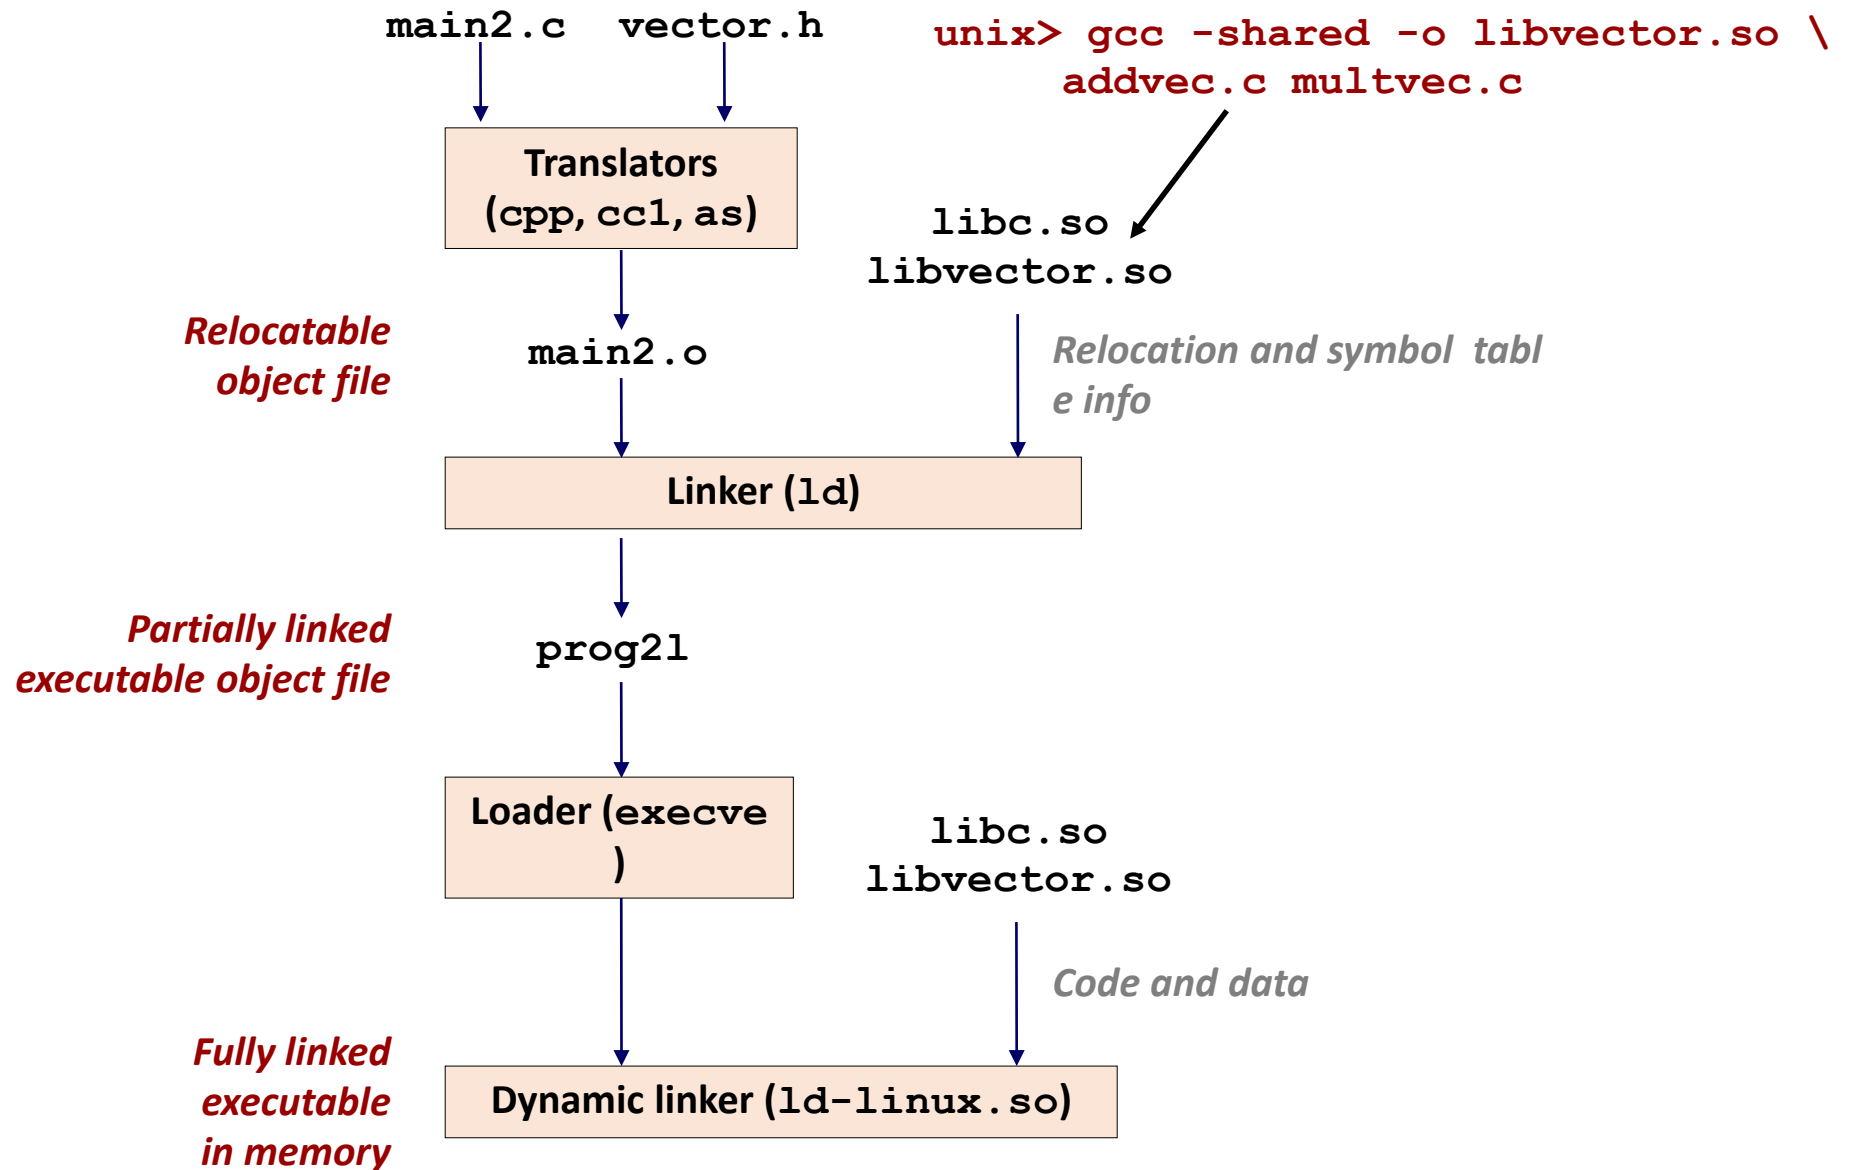 main2.c vector.h
unix> gcc -shared -o libvector.so \
addvec.c multvec.c
Translators
(cpp, cc1, as)
libc.so
libvector.so
Relocatable
object file
main2.o
Relocation and symbol tabl
e info
Linker (ld)
Partially linked
executable object file
prog2l
Loader (execve
)
libc.so
libvector.so
Code and data
Fully linked
executable
in memory
Dynamic linker (ld-linux.so)